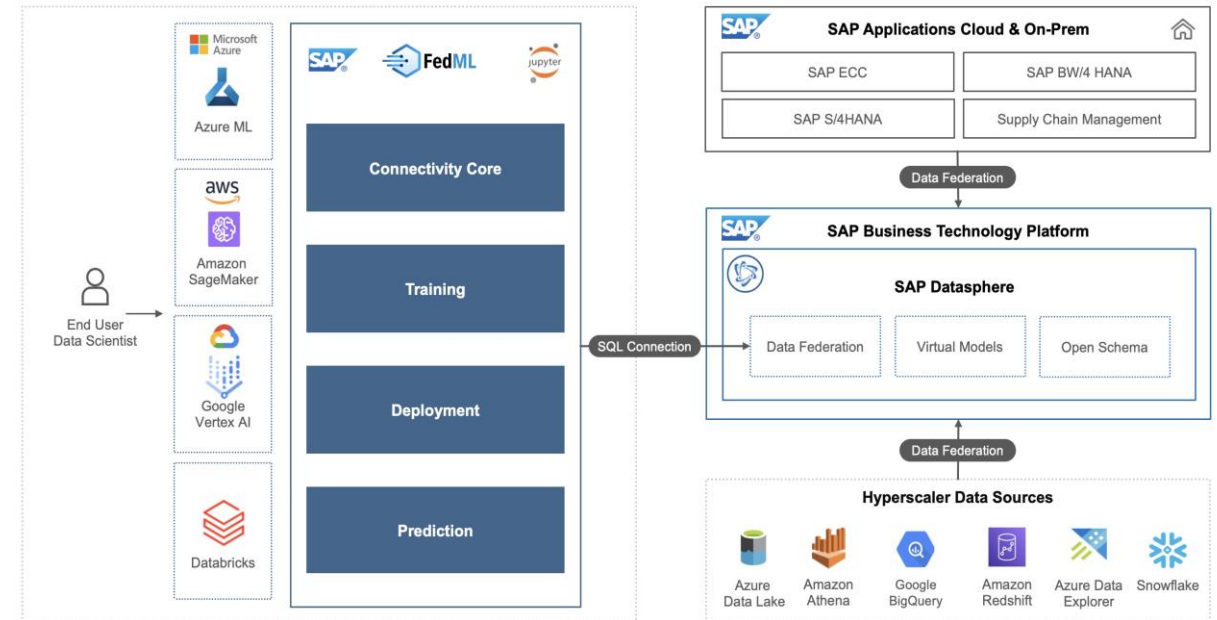 Microsoft
Azure
Azure ML
aws
Amazon
SageMaker
End User
Data Scientist
Google
Vertex AI
Databricks
SAP
FedML
jupyter
Connectivity Core
Training
Deployment
Prediction
SQL Connection
SAP
SAP Applications Cloud & On-Prem
SAP ECC
SAP BW/4 HANA
SAP S/4HANA
Supply Chain Management
Data Federation
SAP
SAP Business Technology Platform
SAP Datasphere
Data Federation
Virtual Models
Open Schema
Data Federation
Hyperscaler Data Sources
Azure
Data Lake
Amazon
Athena
Google
BigQuery
Amazon
Redshift
Azure Data
Explorer
Snowflake